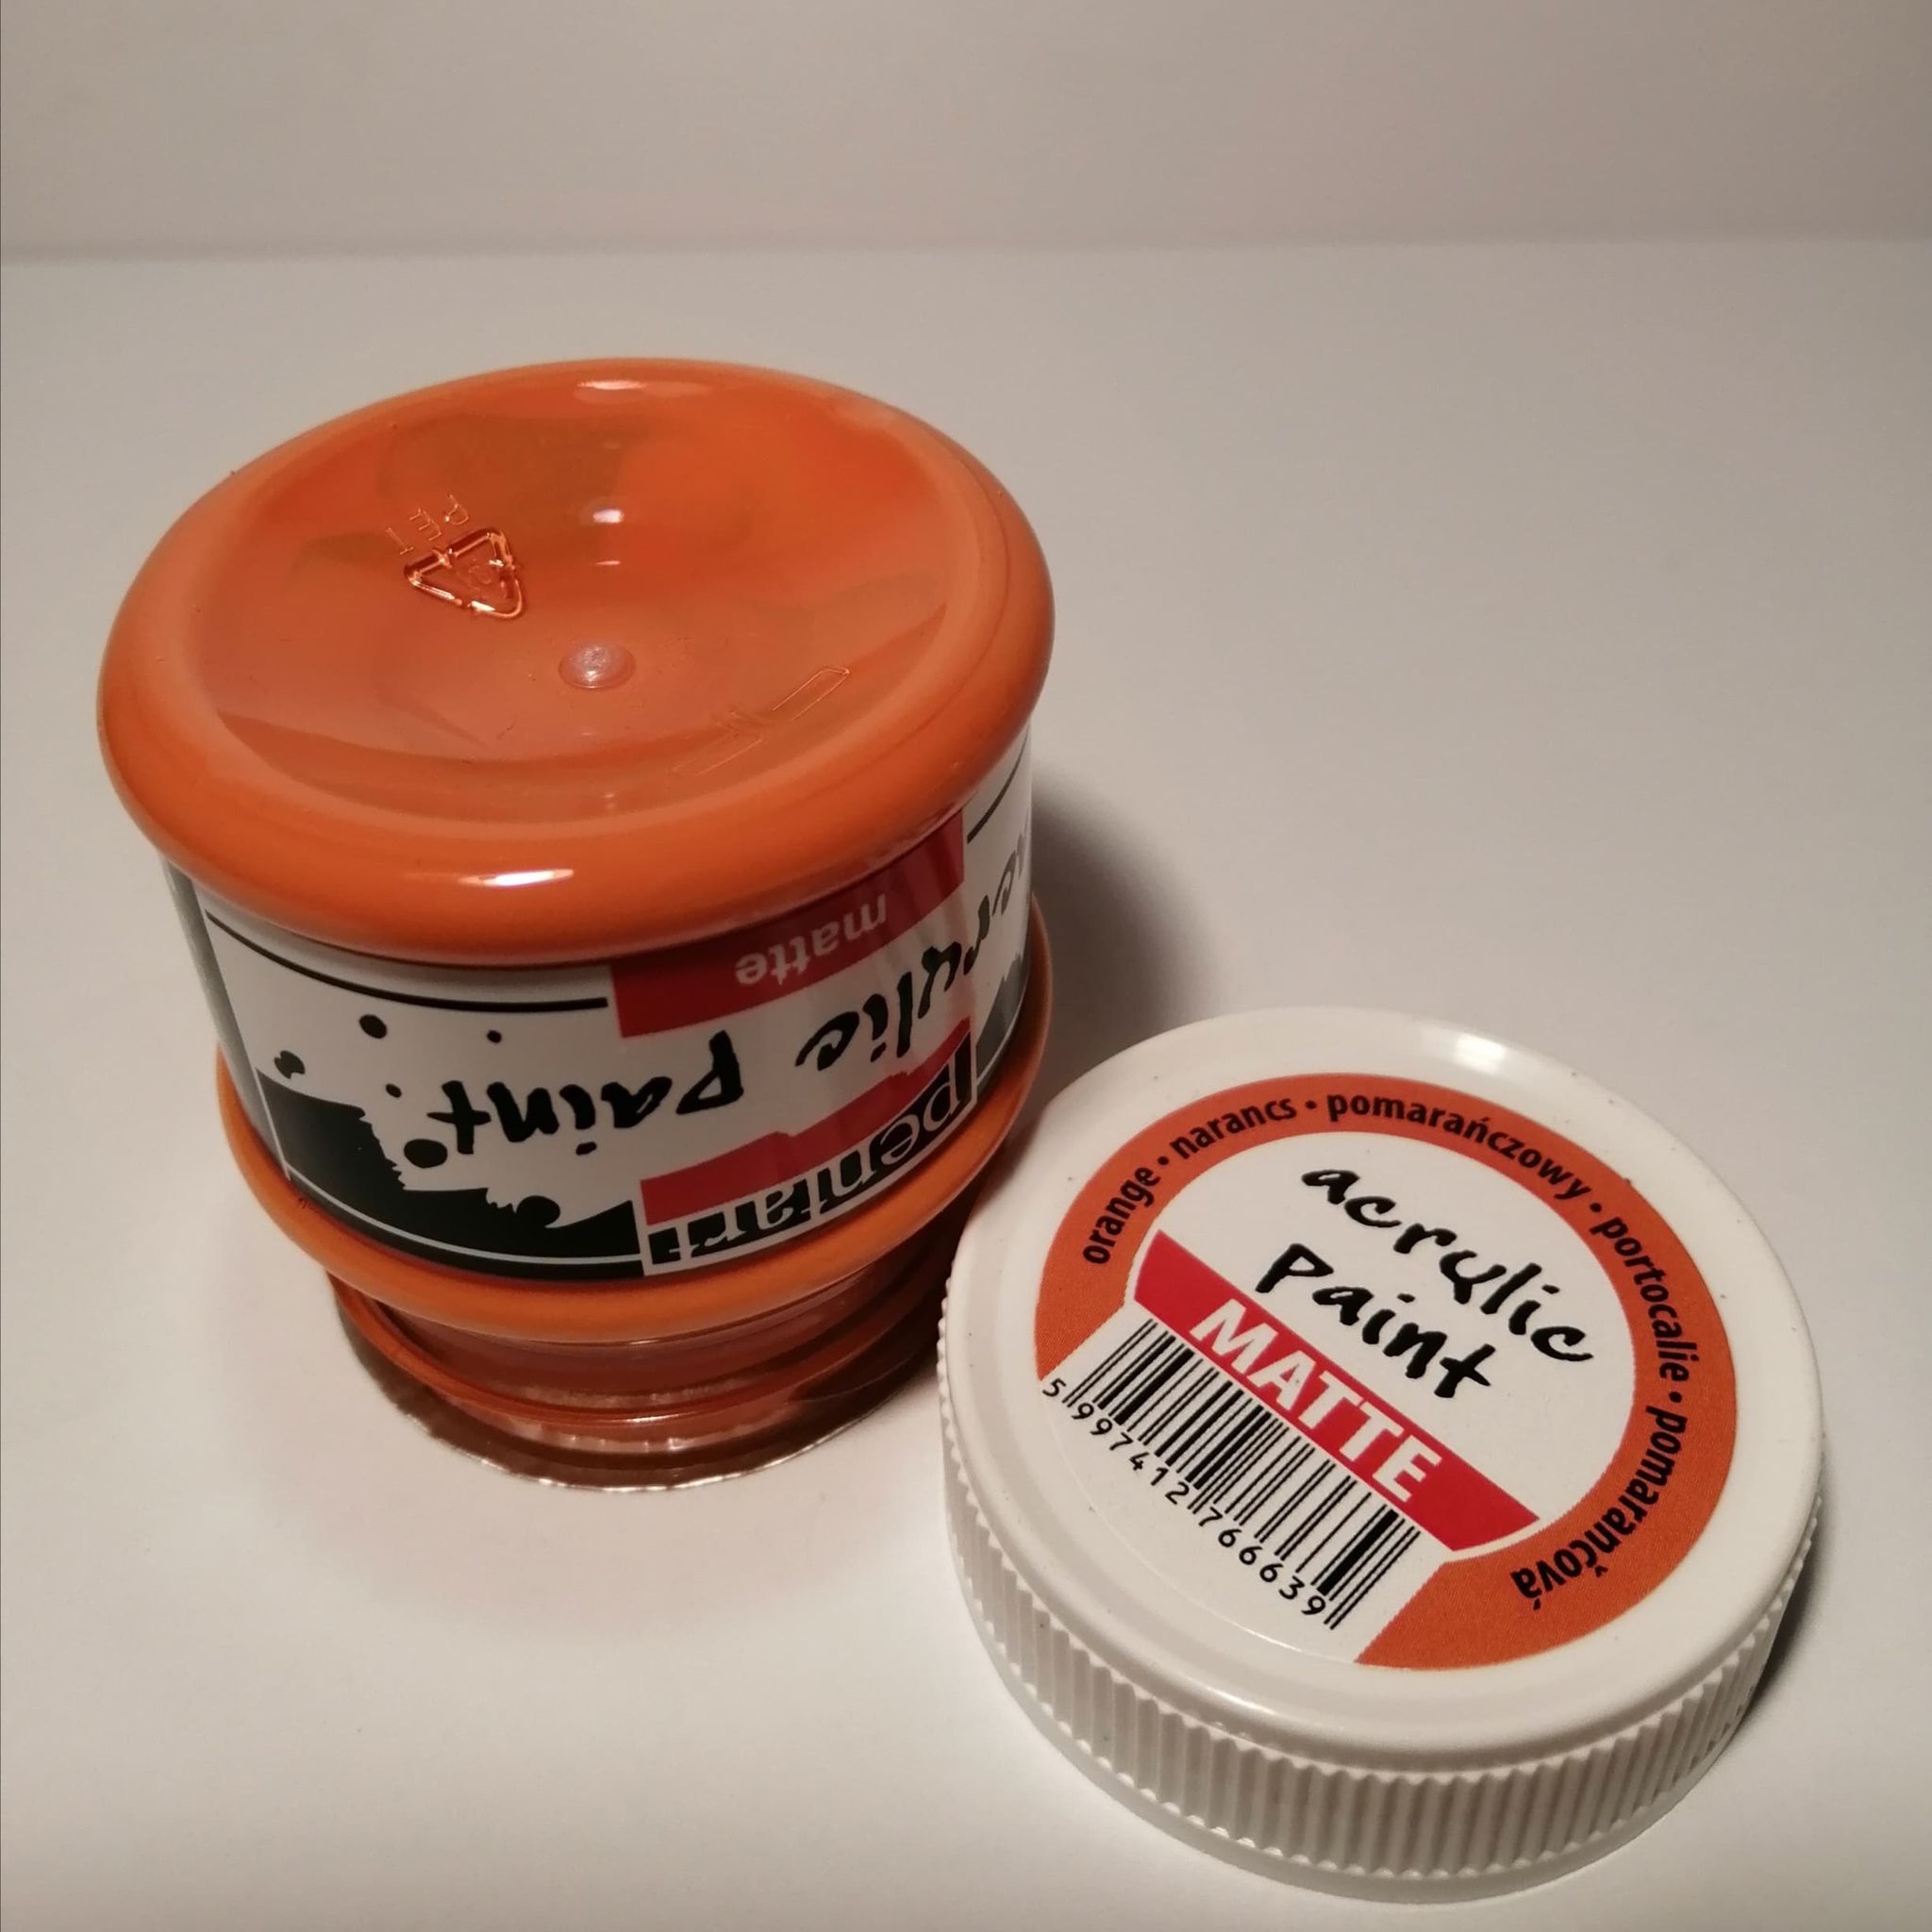 PET
matte
acrylic paint
pentart
orange • narancs • pomarańczowy • portocalie • pomarančová
acrylic
Paint
MATTE
5 997412 766639